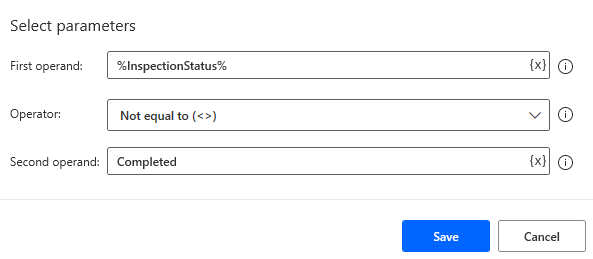 Select parameters
First operand: %InspectionStatus% {x}
Operator: Not equal to (<>)
Second operand: Completed {x}
Save Cancel